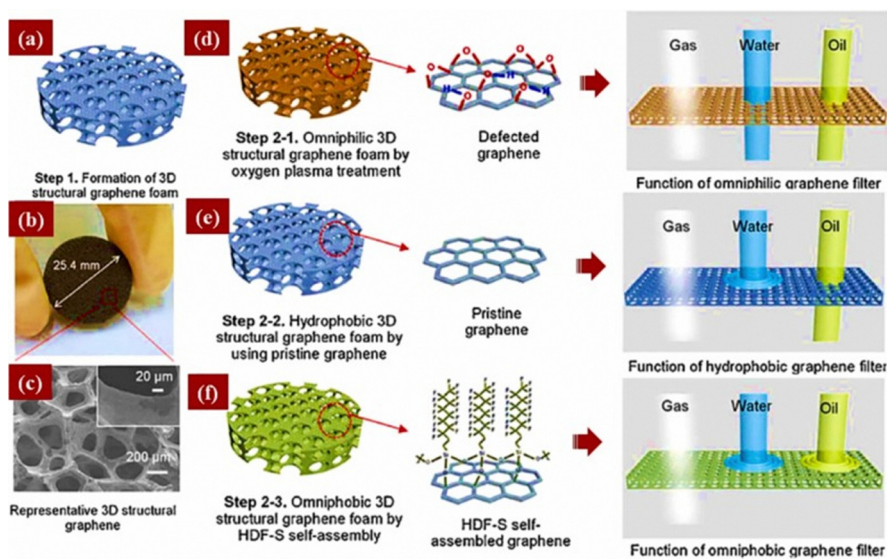 (a)
Step 1. Formation of 3D
structural graphene foam
(b)
25.4 mm
(c)
20 µm
200 µm
Representative 3D structural
graphene
(d)
Step 2-1. Omniphilic 3D
structural graphene foam by
oxygen plasma treatment
O
O
O
O
O
O
H
H
O
O
Defected
graphene
Gas
Water
Oil
Function of omniphilic graphene filter
(e)
Step 2-2. Hydrophobic 3D
structural graphene foam by
using pristine graphene
Pristine
graphene
Gas
Water
Oil
Function of hydrophobic graphene filter
(f)
Step 2-3. Omniphobic 3D
structural graphene foam by
HDF-S self-assembly
HDF-S self-
assembled graphene
Gas
Water
Oil
Function of omniphobic graphene filter